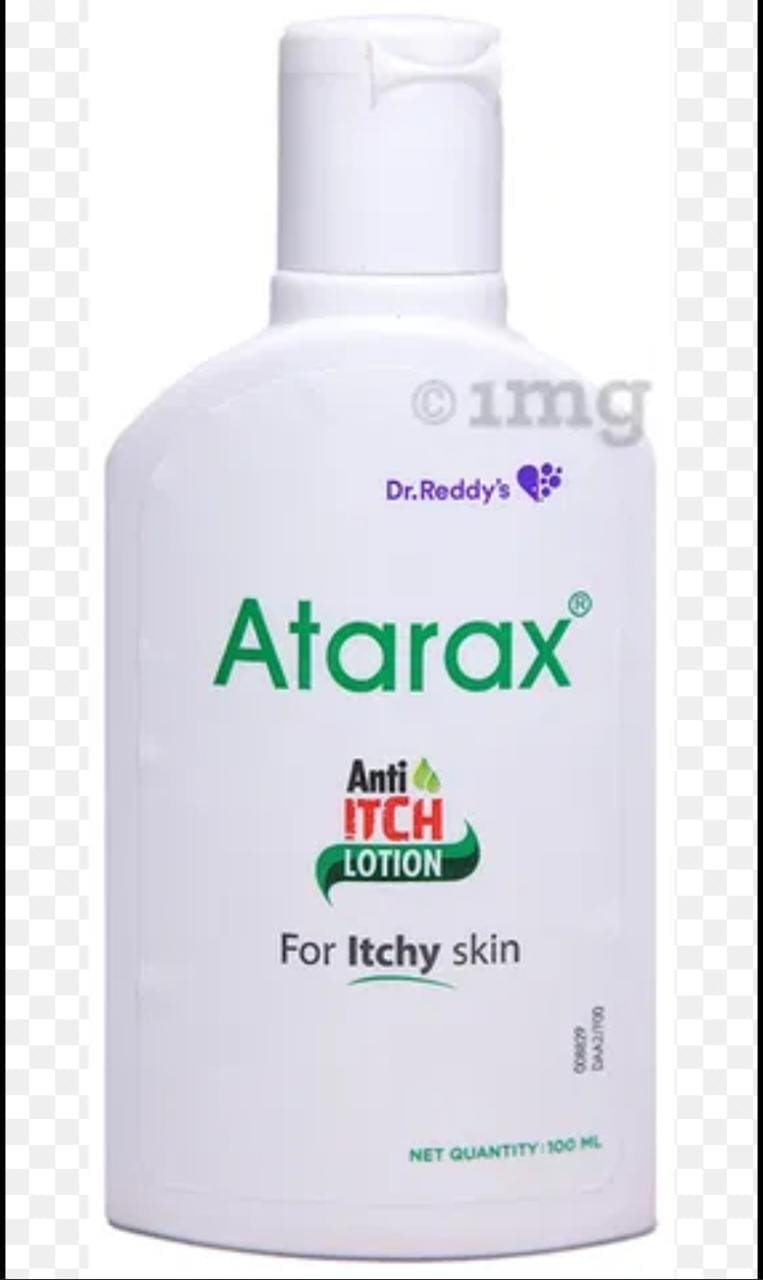 © 1mg
Dr.Reddy's
Atarax®
Anti
ITCH
LOTION
For Itchy skin
008829
DAA2/100
NET QUANTITY: 100 ML